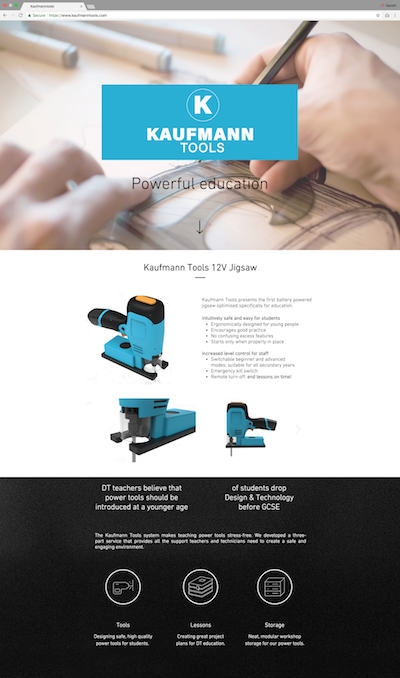 Kaufmanntools
Secure https://www.kaufmanntools.com
K
KAUFMANN
TOOLS
Powerful education
Kaufmann Tools 12V Jigsaw
Kaufmann Tools presents the first battery powered
jigsaw optimised specifically for education.
Intuitively safe and easy for students
Ergonomically designed for young people
Encourages good practice
No confusing excess features
Starts only when properly in place
Increased level control for staff
Switchable beginner and advanced
modes; suitable for all secondary years
Emergency kill switch
Remote turn-off: end lessons on time!
DT teachers believe that
power tools should be
introduced at a younger age
of students drop
Design & Technology
before GCSE
The Kaufmann Tools system makes teaching power tools stress-free. We developed a three-
part service that provides all the support teachers and technicians need to create a safe and
engaging environment.
Tools
Lessons
Storage
Designing safe, high quality
power tools for students.
Creating great project
plans for DT education.
Neat, modular workshop
storage for our power tools.